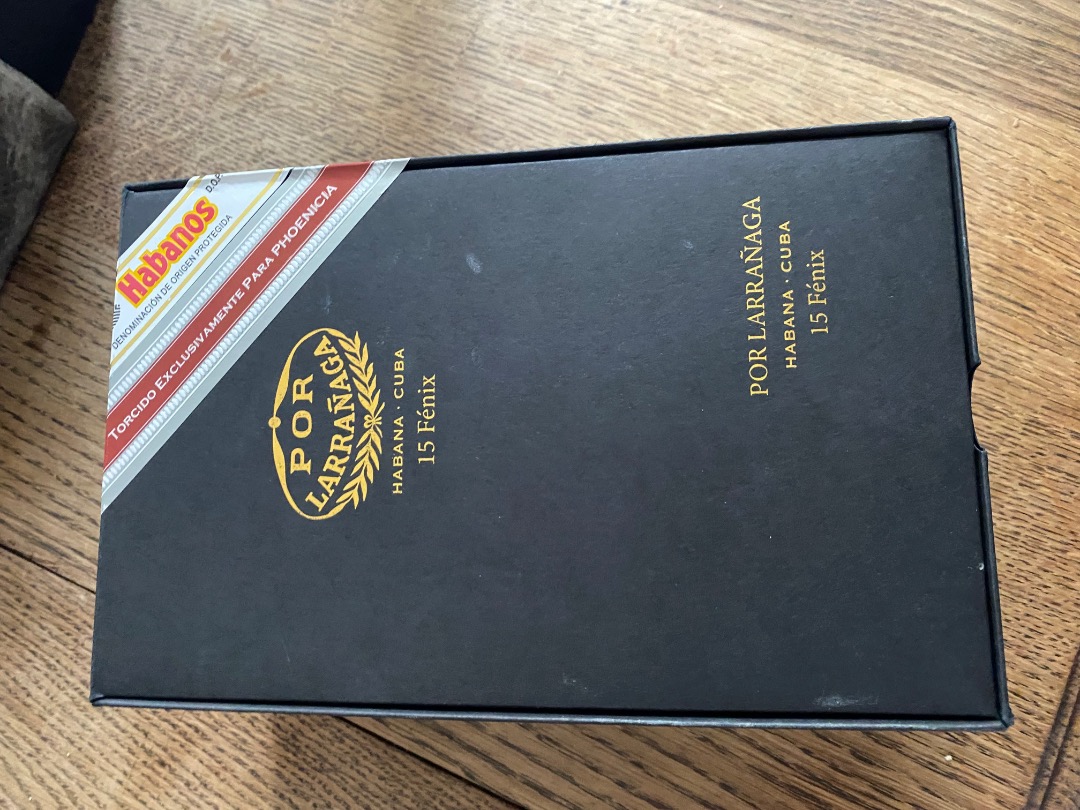 Habanos
D.O.P.
DENOMINACIÓN DE ORIGEN PROTEGIDA
TORCIDO EXCLUSIVAMENTE PARA PHOENICIA
POR
LARRAÑAGA
HABANA · CUBA
15 Fénix
POR LARRAÑAGA
HABANA · CUBA
15 Fénix